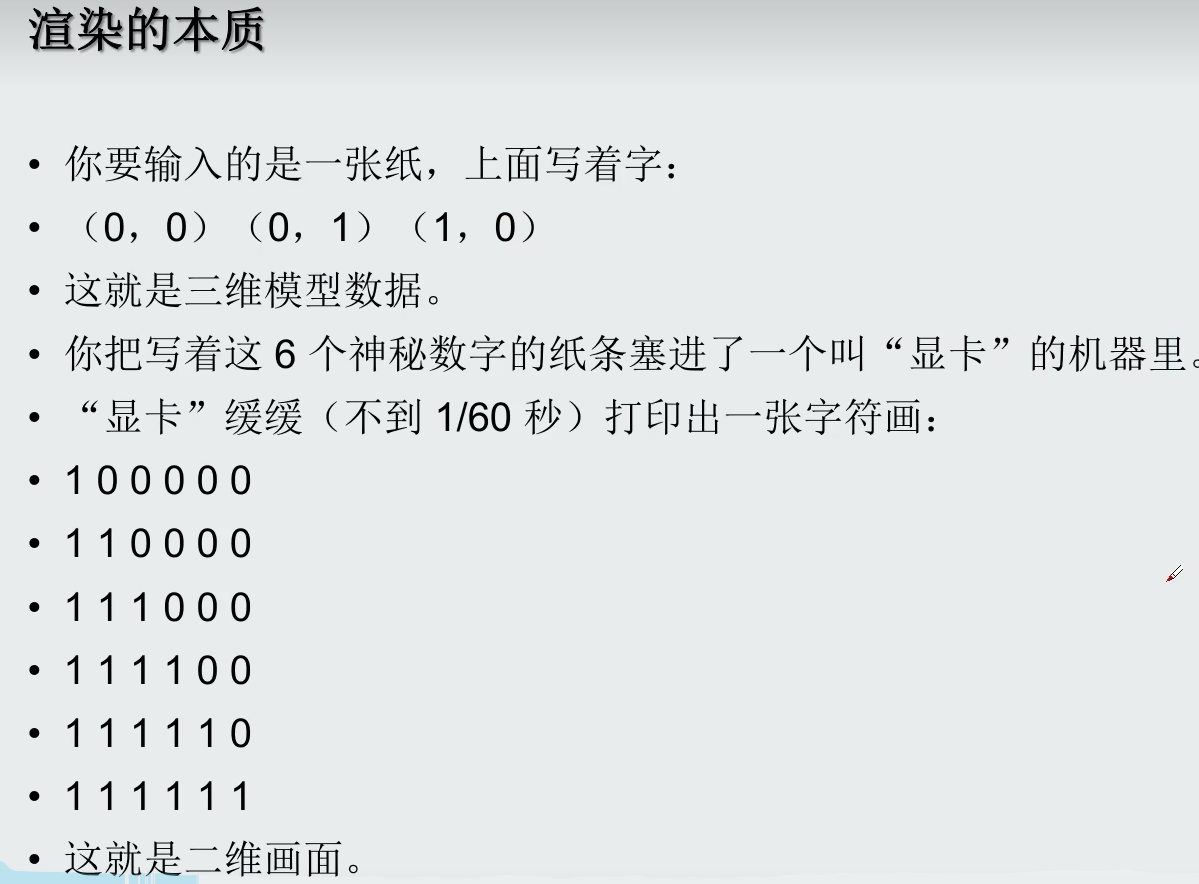 渲染的本质
• 你要输入的是一张纸，上面写着字：
• （0，0）（0，1）（1，0）
• 这就是三维模型数据。
• 你把写着这 6 个神秘数字的纸条塞进了一个叫“显卡”的机器里。
• “显卡”缓缓（不到 1/60 秒）打印出一张字符画：
• 1 0 0 0 0 0
• 1 1 0 0 0 0
• 1 1 1 0 0 0
• 1 1 1 1 0 0
• 1 1 1 1 1 0
• 1 1 1 1 1 1
• 这就是二维画面。